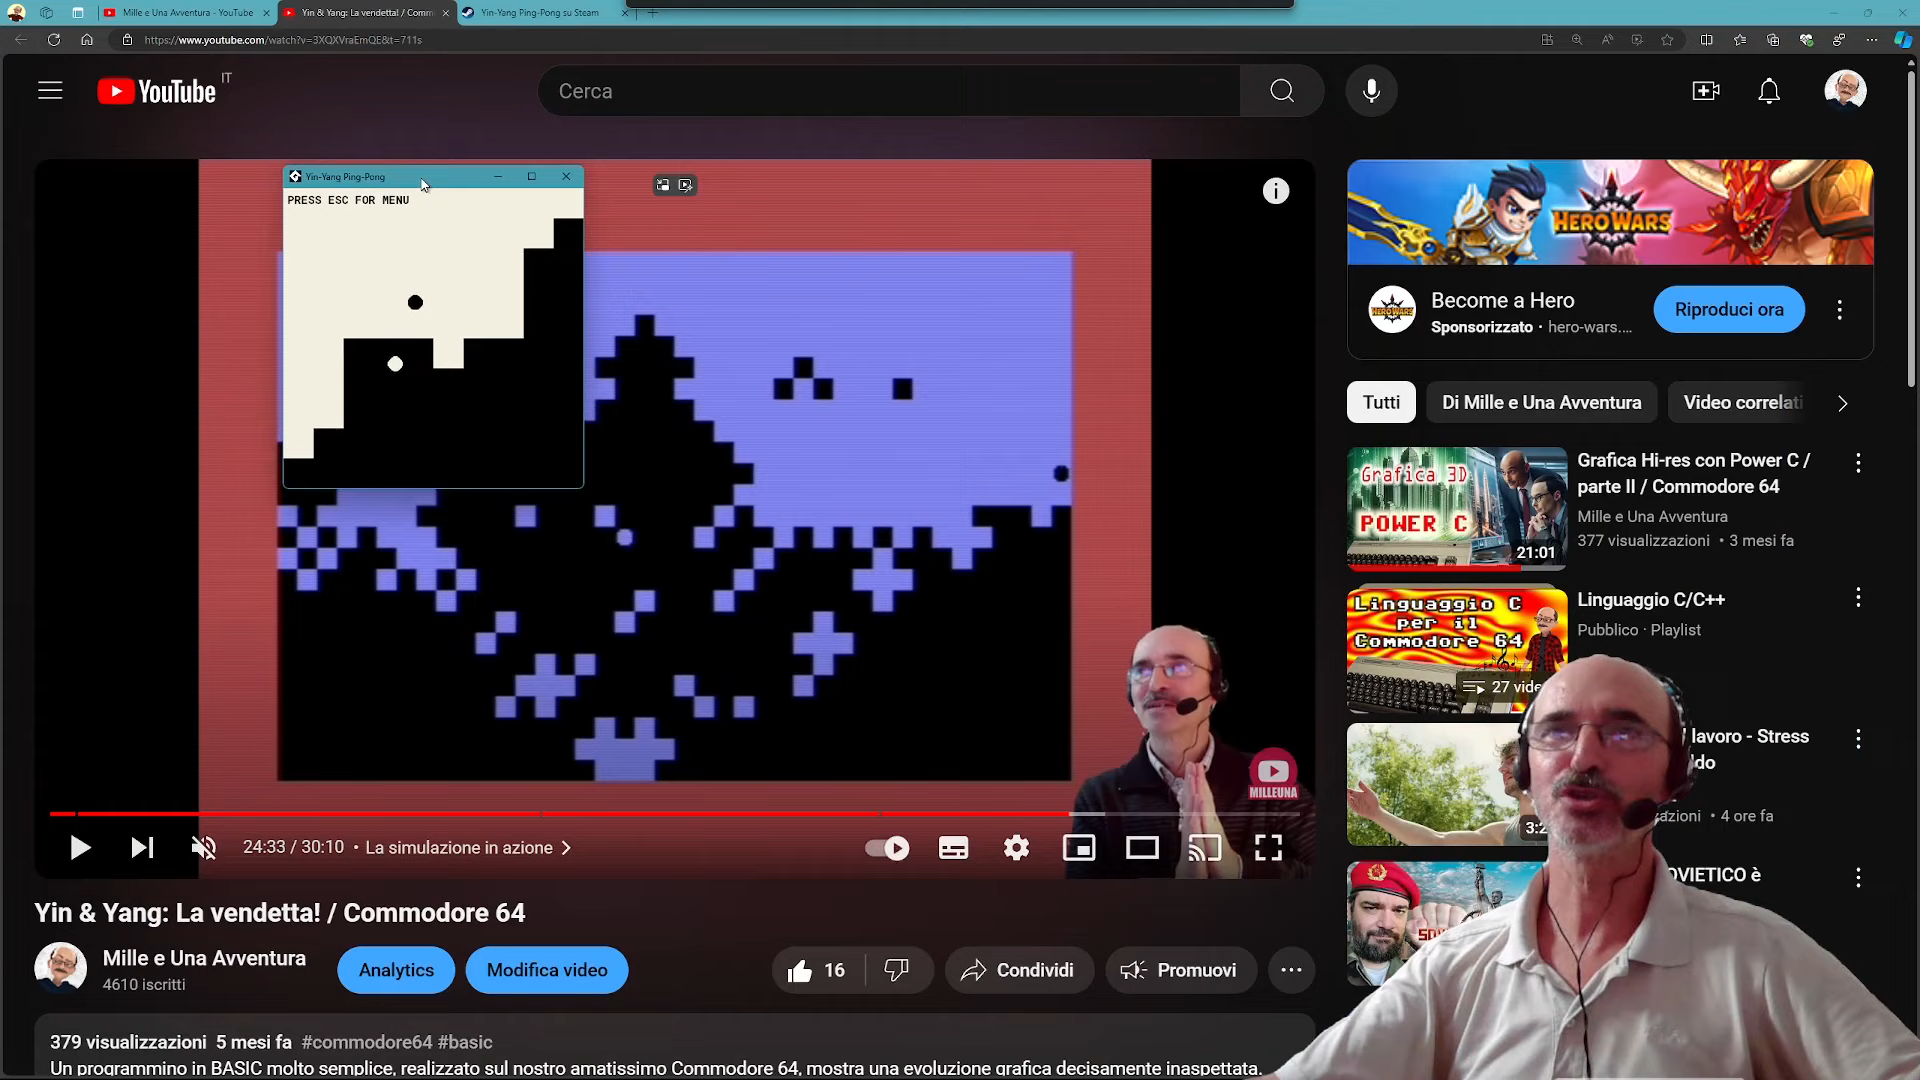 Mille e Una Avventura - YouTube
Yin & Yang: La vendetta! / Comm
Yin-Yang Ping-Pong su Steam
https://www.youtube.com/watch?v=3XQXVraEmQE&t=711s
YouTube
IT
Cerca
Yin-Yang Ping-Pong
PRESS ESC FOR MENU
MILLEUNA
24:33 / 30:10 • La simulazione in azione
Yin & Yang: La vendetta! / Commodore 64
Mille e Una Avventura
4610 iscritti
Analytics
Modifica video
16
Condividi
Promuovi
379 visualizzazioni 5 mesi fa #commodore64 #basic
Un programmino in BASIC molto semplice, realizzato sul nostro amatissimo Commodore 64, mostra una evoluzione grafica decisamente inaspettata.
HERO WARS
HERO WARS
Become a Hero
Sponsorizzato • hero-wars....
Riproduci ora
Tutti
Di Mille e Una Avventura
Video correlati
Grafica 3D
POWER C
21:01
Grafica Hi-res con Power C /
parte II / Commodore 64
Mille e Una Avventura
377 visualizzazioni • 3 mesi fa
Linguaggio C
per il
Commodore 64
27 vide
Linguaggio C/C++
Pubblico · Playlist
lavoro - Stress
ldo
3:2
azioni • 4 ore fa
OVIETICO è